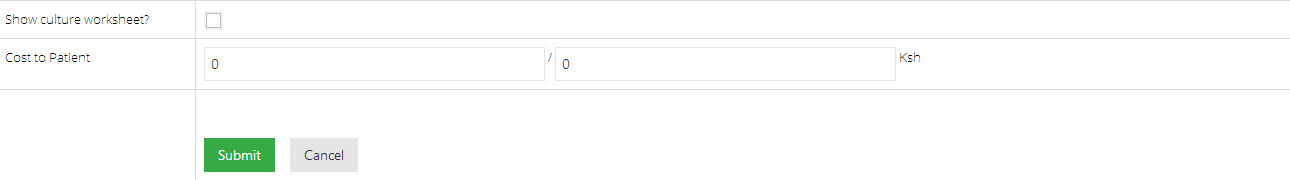 Show culture worksheet?
Cost to Patient 0 / 0 Ksh
Submit Cancel